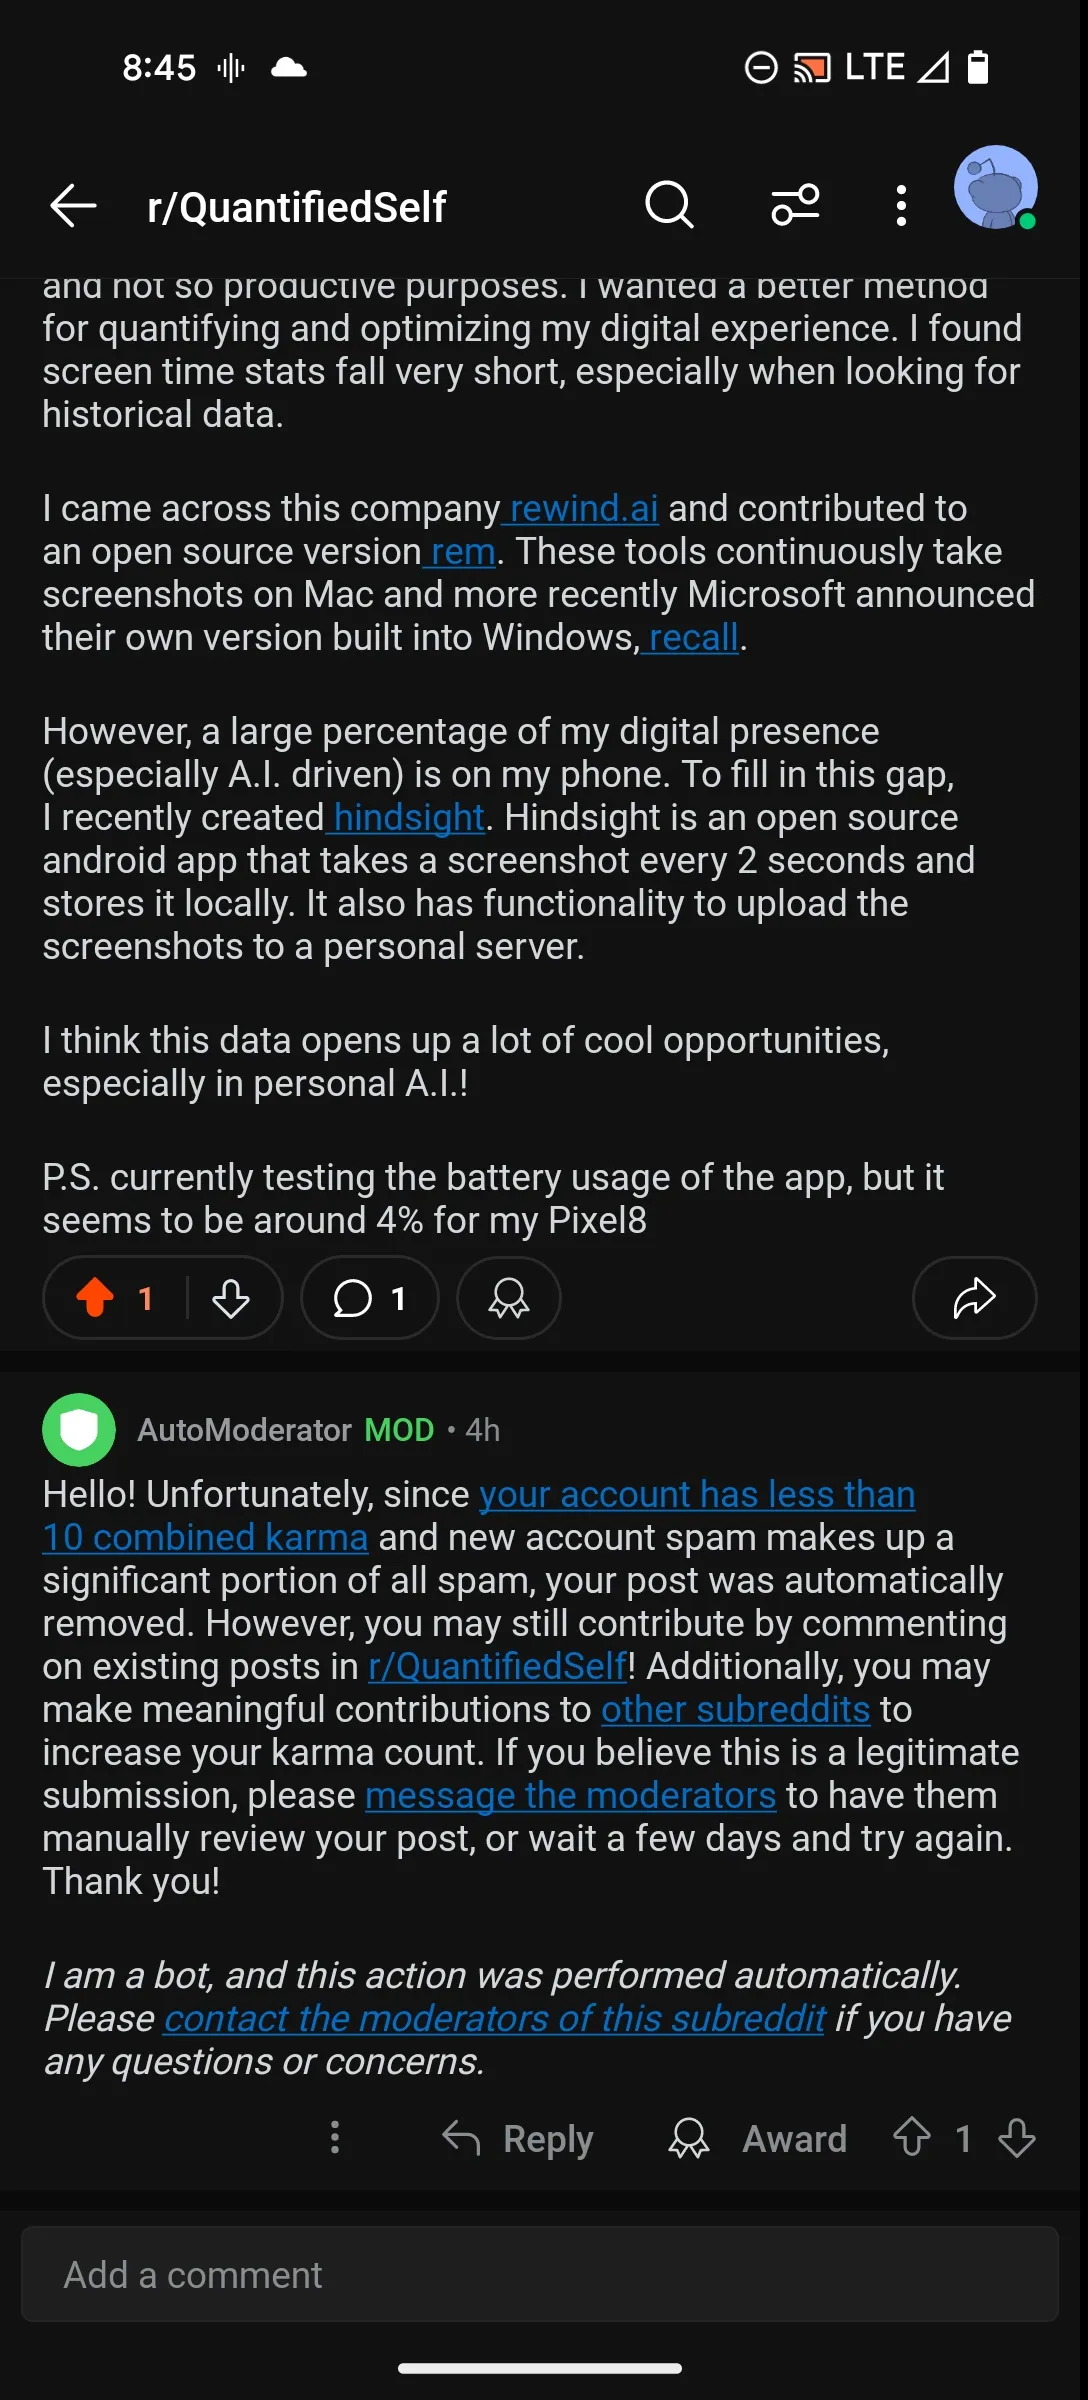 8:45 LTE
r/QuantifiedSelf
and not so productive purposes. I wanted a better method
for quantifying and optimizing my digital experience. I found
screen time stats fall very short, especially when looking for
historical data.
I came across this company rewind.ai and contributed to
an open source version rem. These tools continuously take
screenshots on Mac and more recently Microsoft announced
their own version built into Windows, recall.
However, a large percentage of my digital presence
(especially A.I. driven) is on my phone. To fill in this gap,
I recently created hindsight. Hindsight is an open source
android app that takes a screenshot every 2 seconds and
stores it locally. It also has functionality to upload the
screenshots to a personal server.
I think this data opens up a lot of cool opportunities,
especially in personal A.I.!
P.S. currently testing the battery usage of the app, but it
seems to be around 4% for my Pixel8
1 1
AutoModerator MOD • 4h
Hello! Unfortunately, since your account has less than
10 combined karma and new account spam makes up a
significant portion of all spam, your post was automatically
removed. However, you may still contribute by commenting
on existing posts in r/QuantifiedSelf! Additionally, you may
make meaningful contributions to other subreddits to
increase your karma count. If you believe this is a legitimate
submission, please message the moderators to have them
manually review your post, or wait a few days and try again.
Thank you!
I am a bot, and this action was performed automatically.
Please contact the moderators of this subreddit if you have
any questions or concerns.
Reply Award 1
Add a comment